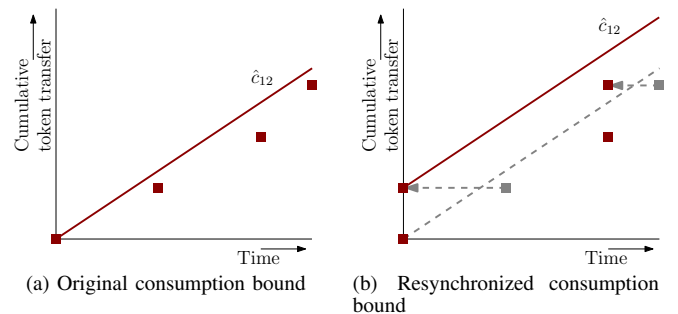 Cumulative
token transfer
ĉ12
Time
(a) Original consumption bound
Cumulative
token transfer
ĉ12
Time
(b) Resynchronized consumption
bound